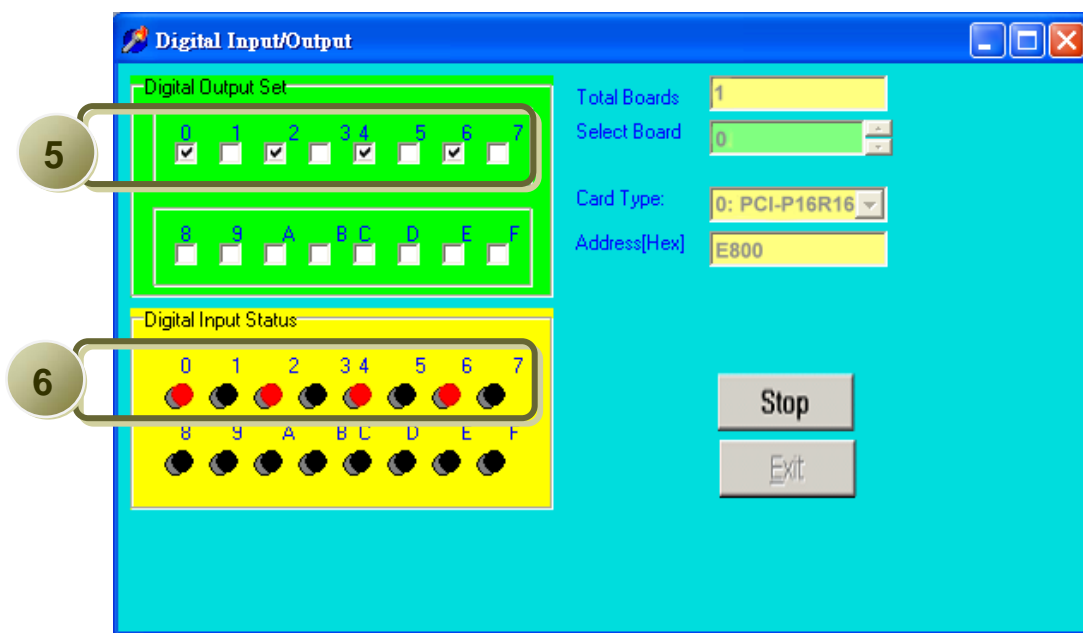 Digital Input/Output
Digital Output Set
5
0 1 2 3 4 5 6 7
8 9 A B C D E F
Digital Input Status
6
0 1 2 3 4 5 6 7
8 9 A B C D E F
Total Boards 1
Select Board 0
Card Type: 0: PCI-P16R16
Address[Hex] E800
Stop
Exit